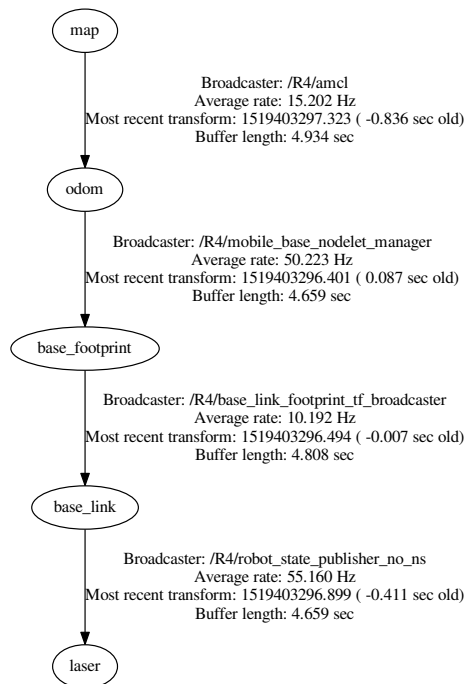 map
Broadcaster: /R4/amcl
Average rate: 15.202 Hz
Most recent transform: 1519403297.323 ( -0.836 sec old)
Buffer length: 4.934 sec
odom
Broadcaster: /R4/mobile_base_nodelet_manager
Average rate: 50.223 Hz
Most recent transform: 1519403296.401 ( 0.087 sec old)
Buffer length: 4.659 sec
base_footprint
Broadcaster: /R4/base_link_footprint_tf_broadcaster
Average rate: 10.192 Hz
Most recent transform: 1519403296.494 ( -0.007 sec old)
Buffer length: 4.808 sec
base_link
Broadcaster: /R4/robot_state_publisher_no_ns
Average rate: 55.160 Hz
Most recent transform: 1519403296.899 ( -0.411 sec old)
Buffer length: 4.659 sec
laser